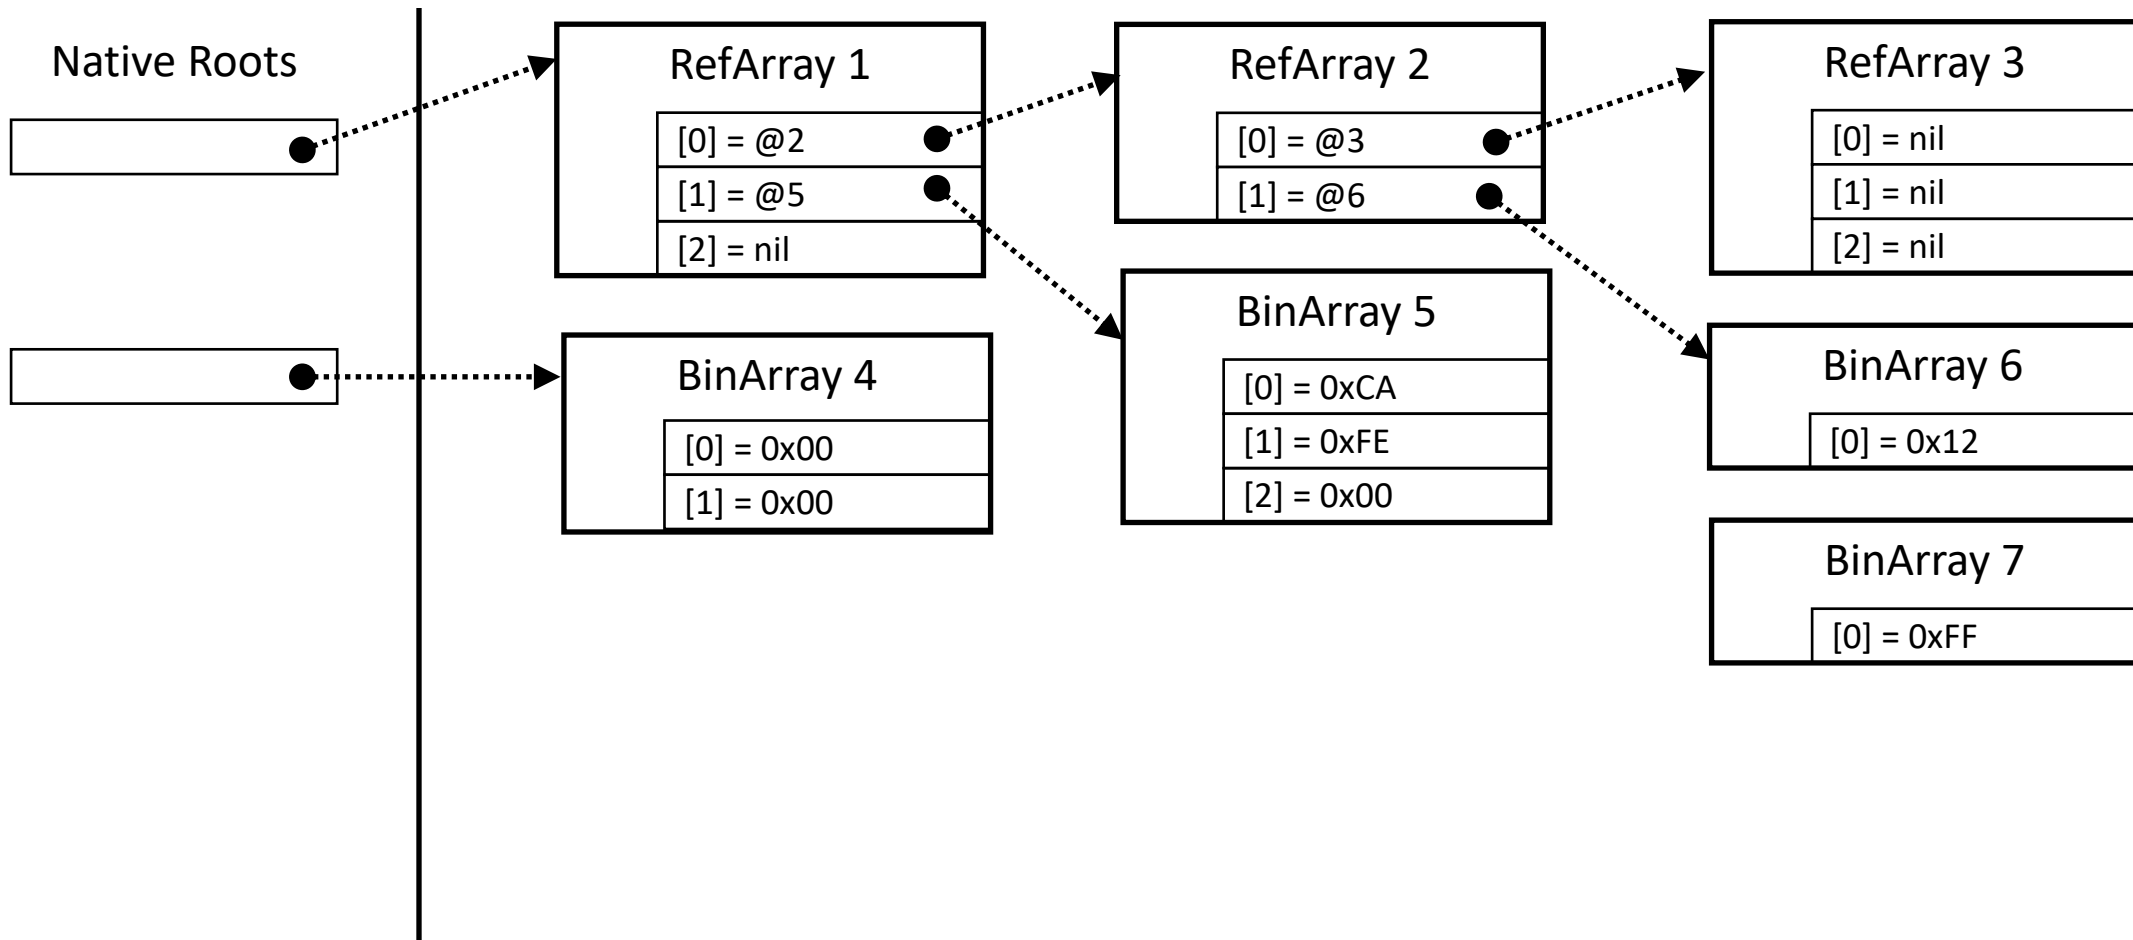 Native Roots
RefArray 1
[0] = @2
[1] = @5
[2] = nil
BinArray 4
[0] = 0x00
[1] = 0x00
RefArray 2
[0] = @3
[1] = @6
BinArray 5
[0] = 0xCA
[1] = 0xFE
[2] = 0x00
RefArray 3
[0] = nil
[1] = nil
[2] = nil
BinArray 6
[0] = 0x12
BinArray 7
[0] = 0xFF